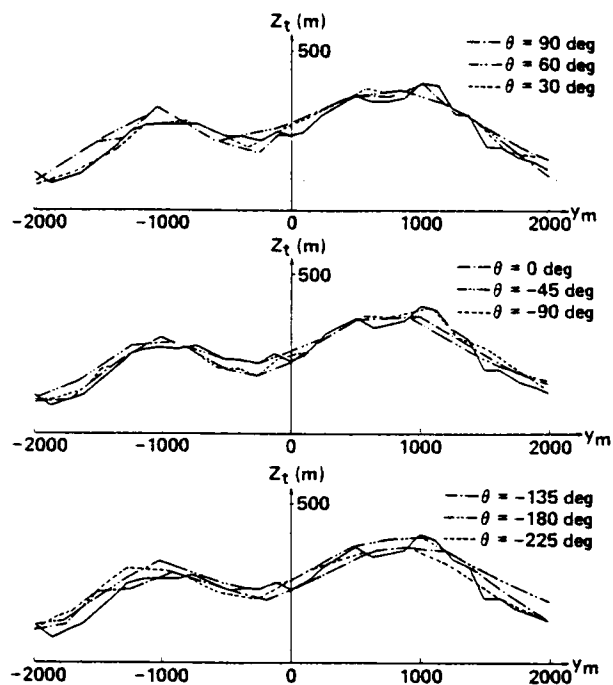 Z_t (m)
500
θ = 90 deg
θ = 60 deg
θ = 30 deg
-2000 -1000 0 1000 2000 y_m
Z_t (m)
500
θ = 0 deg
θ = -45 deg
θ = -90 deg
-2000 -1000 0 1000 2000 y_m
Z_t (m)
500
θ = -135 deg
θ = -180 deg
θ = -225 deg
-2000 -1000 0 1000 2000 y_m